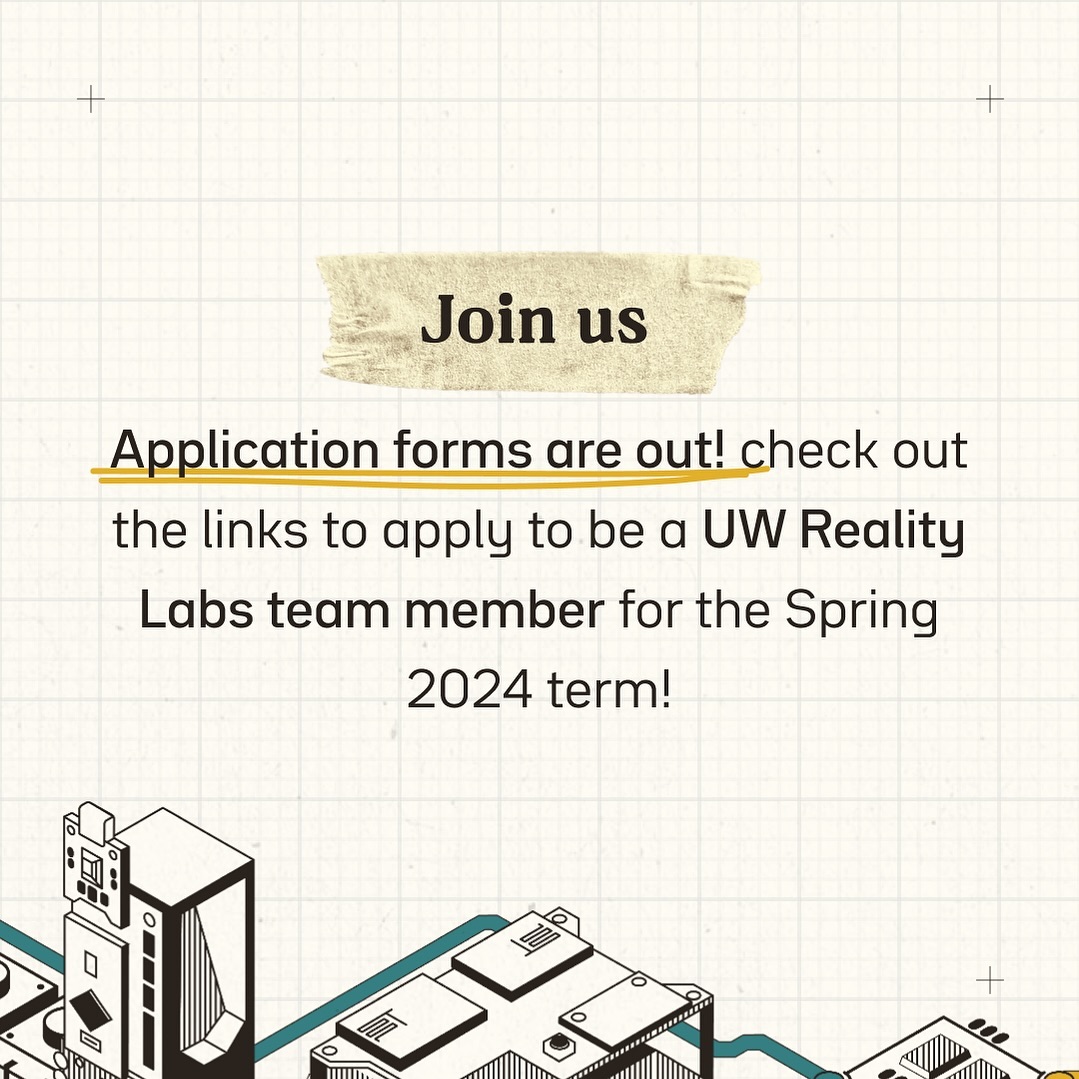 Join us
Application forms are out! check out
the links to apply to be a UW Reality
Labs team member for the Spring
2024 term!